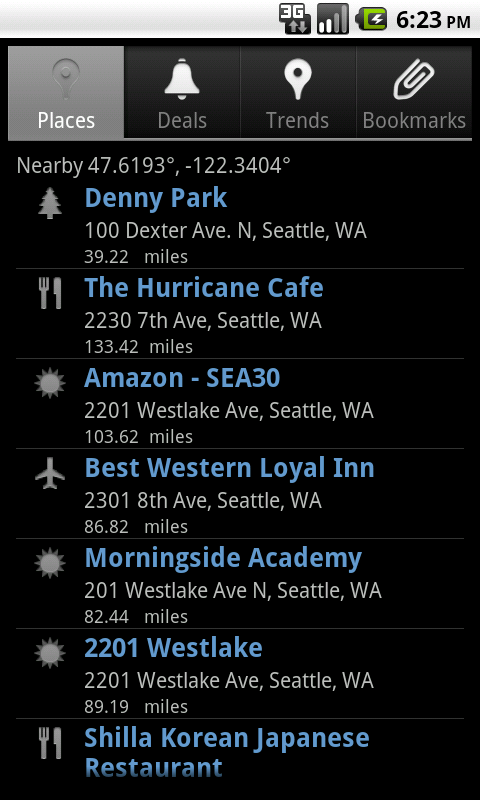 3G 6:23 PM
Places Deals Trends Bookmarks
Nearby 47.6193°, -122.3404°
Denny Park
100 Dexter Ave. N, Seattle, WA
39.22 miles
The Hurricane Cafe
2230 7th Ave, Seattle, WA
133.42 miles
Amazon - SEA30
2201 Westlake Ave, Seattle, WA
103.62 miles
Best Western Loyal Inn
2301 8th Ave, Seattle, WA
86.82 miles
Morningside Academy
201 Westlake Ave N, Seattle, WA
82.44 miles
2201 Westlake
2201 Westlake Ave, Seattle, WA
89.19 miles
Shilla Korean Japanese
Restaurant